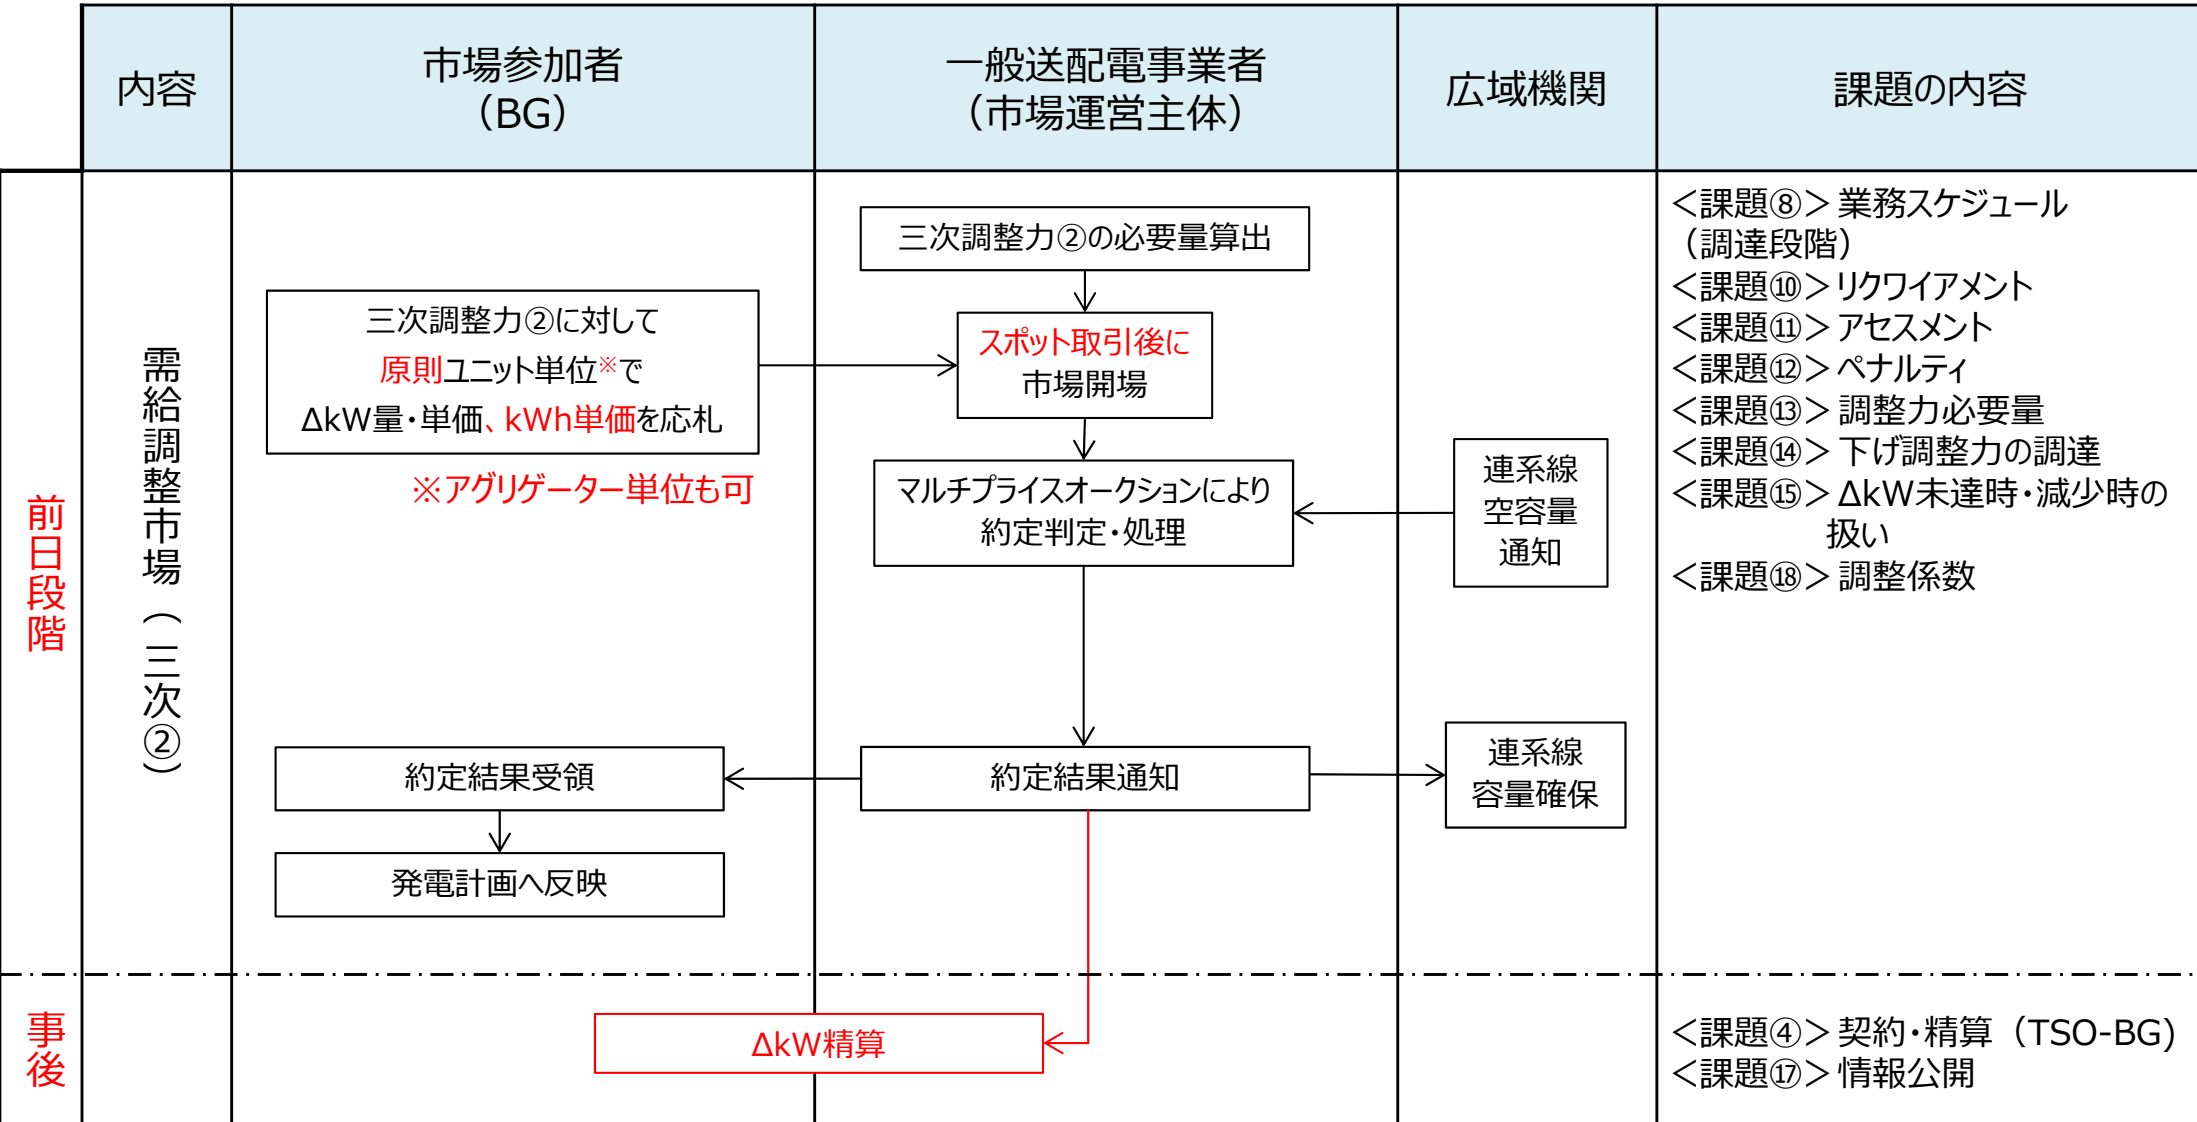 内容
市場参加者
（BG）
一般送配電事業者
（市場運営主体）
広域機関
課題の内容
前日段階
需給調整市場（三次②）
三次調整力②の必要量算出
三次調整力②に対して
原則ユニット単位※で
ΔkW量・単価、kWh単価を応札
※アグリゲーター単位も可
スポット取引後に
市場開場
マルチプライスオークションにより
約定判定・処理
連系線
空容量
通知
約定結果受領
約定結果通知
連系線
容量確保
発電計画へ反映
＜課題⑧＞業務スケジュール
（調達段階）
＜課題⑩＞リクワイアメント
＜課題⑪＞アセスメント
＜課題⑫＞ペナルティ
＜課題⑬＞調整力必要量
＜課題⑭＞下げ調整力の調達
＜課題⑮＞ΔkW未達時・減少時の
扱い
＜課題⑱＞調整係数
事後
ΔkW精算
＜課題④＞契約・精算（TSO-BG)
＜課題⑰＞情報公開